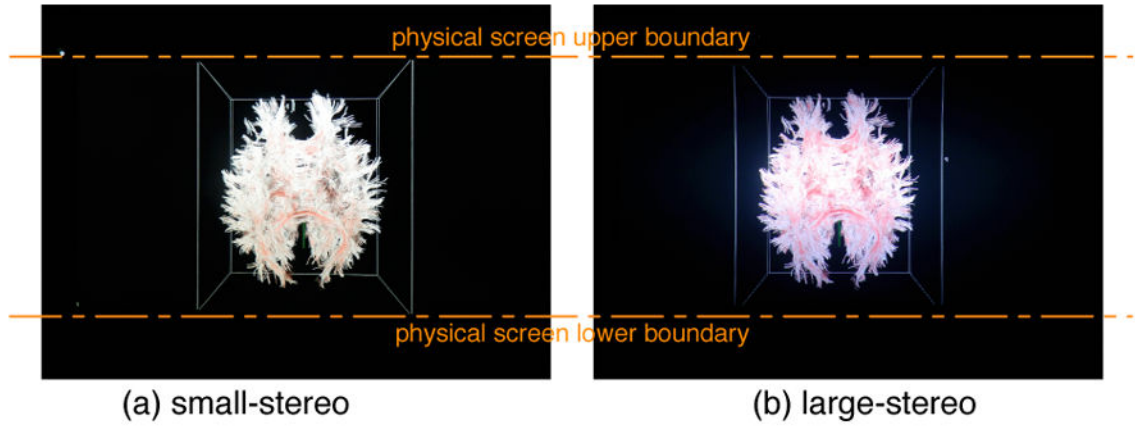 physical screen upper boundary
physical screen lower boundary
(a) small-stereo
(b) large-stereo